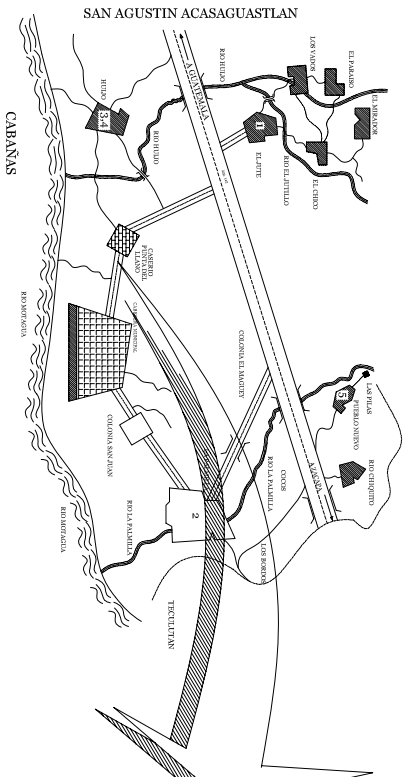 SAN AGUSTIN ACASAGUASTLAN
LOS VADOS
EL PARAISO
EL MIRADOR
RIO HUIJO
A GUATEMALA
HUIJO
3,4
RIO HUIJO
1
EL JUTE
RIO EL JUTILLO
EL CHICO
CABAÑAS
CASERIO
PUNTA DEL
LLANO
RIO MOTAGUA
CABECERA MUNICIPAL
COLONIA EL MAGUEY
LAS PILAS
5
PUEBLO NUEVO
RIO CHIQUITO
COLONIA SAN JUAN
COCOS
RIO LA PALMILLA
A ZACAPA
2
RIO LA PALMILLA
RIO MOTAGUA
LOS BORDOS
TECULUTAN